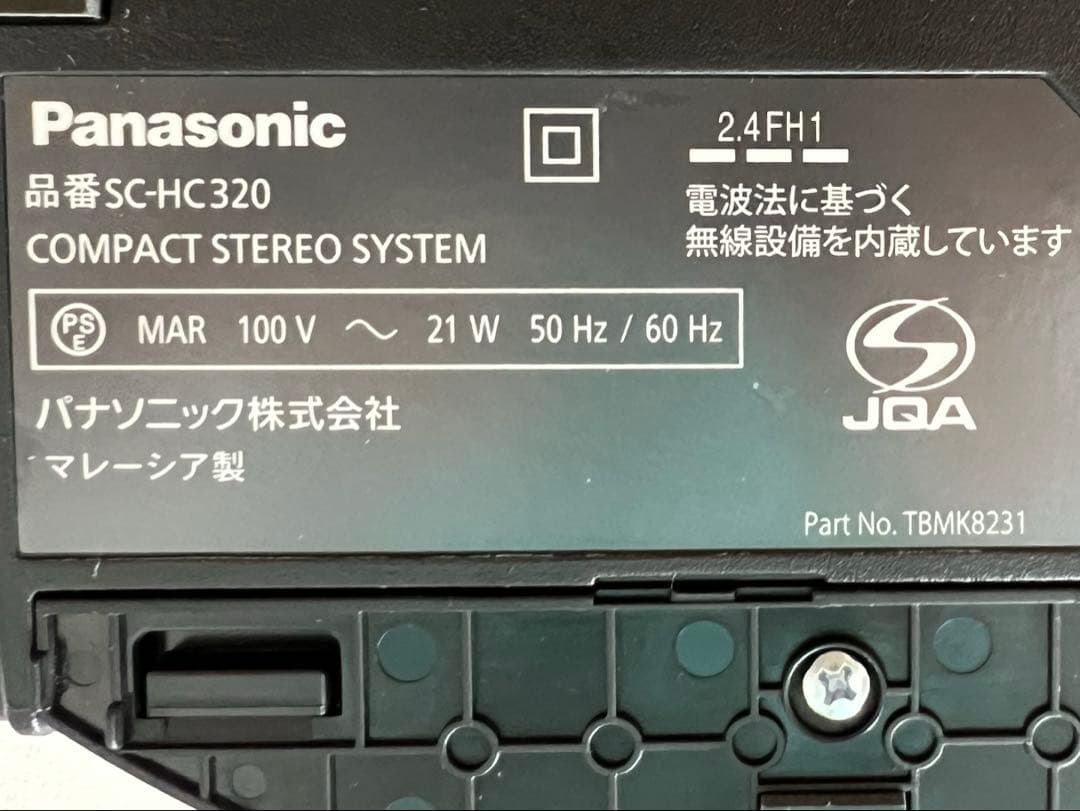 Panasonic
品番SC-HC320
COMPACT STEREO SYSTEM
PSE MAR 100 V ～ 21 W 50 Hz / 60 Hz
パナソニック株式会社
マレーシア製
2.4FH1
電波法に基づく
無線設備を内蔵しています
JQA
Part No. TBMK8231